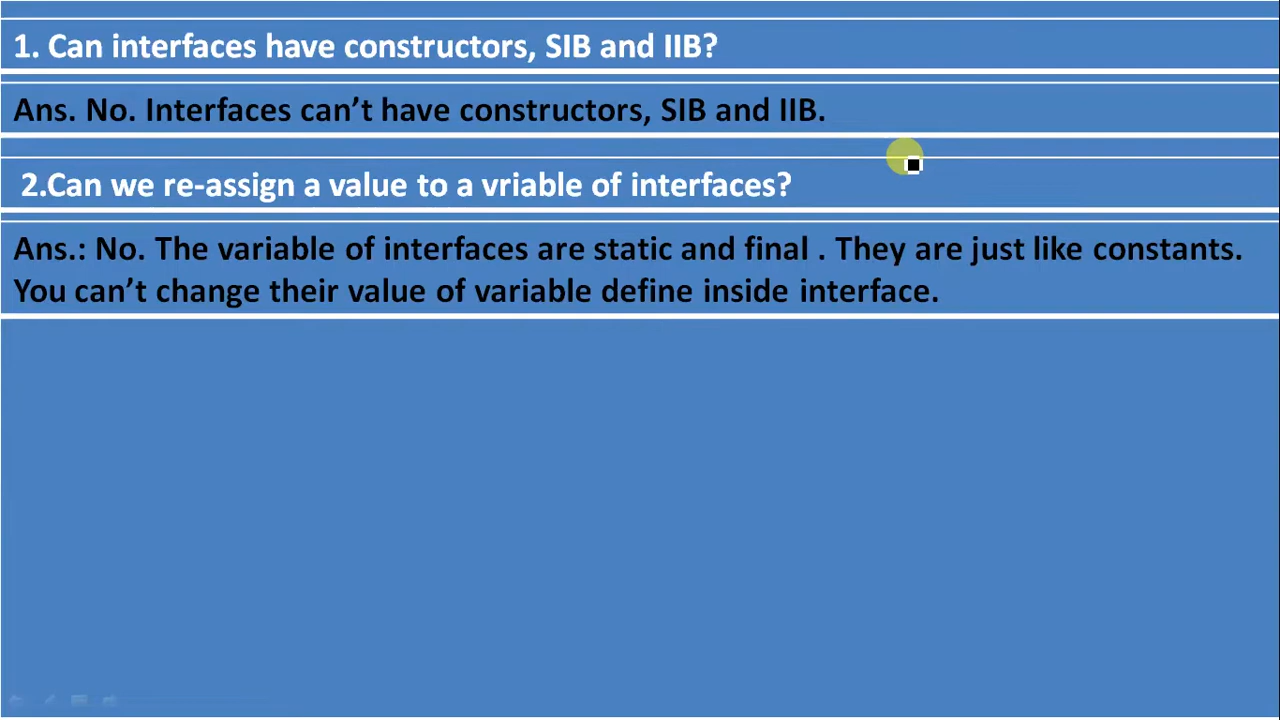 1. Can interfaces have constructors, SIB and IIB?
Ans. No. Interfaces can’t have constructors, SIB and IIB.
2.Can we re-assign a value to a vriable of interfaces?
Ans.: No. The variable of interfaces are static and final . They are just like constants.
You can’t change their value of variable define inside interface.